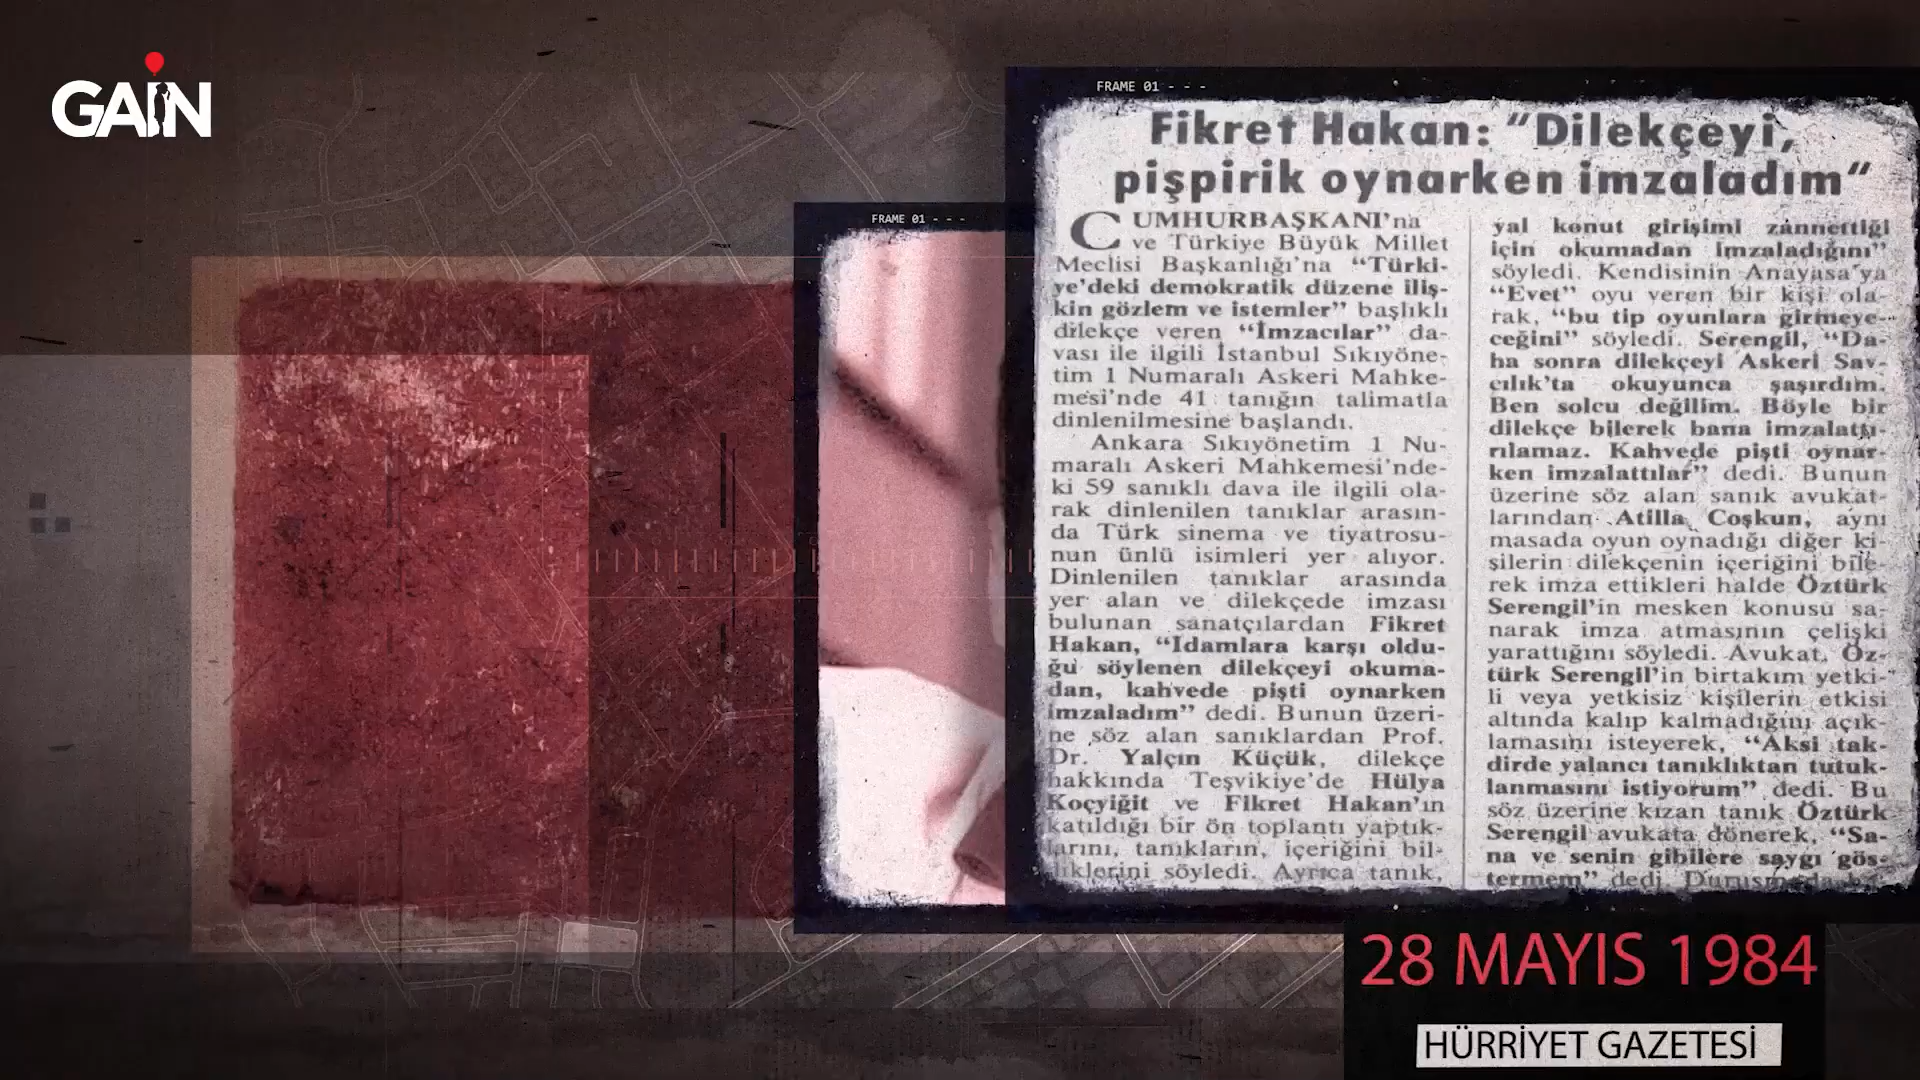 GAİN
FRAME 01 - - -
FRAME 01 - - -
Fikret Hakan: “Dilekçeyi,
pişpirik oynarken imzaladım“
CUMHURBAŞKANI'na
ve Türkiye Büyük Millet
Meclisi Başkanlığı'na “Türki-
ye'deki demokratik düzene iliş-
kin gözlem ve istemler” başlıklı
dilekçe veren “İmzacılar” da-
vası ile ilgili İstanbul Sıkıyöne-
tim 1 Numaralı Askeri Mahke-
mesi'nde 41 tanığın talimatla
dinlenilmesine başlandı.
Ankara Sıkıyönetim 1 Nu-
maralı Askeri Mahkemesi'nde-
ki 59 sanıklı dava ile ilgili ola-
rak dinlenilen tanıklar arasın-
da Türk sinema ve tiyatrosu-
nun ünlü isimleri yer alıyor.
Dinlenilen tanıklar arasında
yer alan ve dilekçede imzası
bulunan sanatçılardan Fikret
Hakan, “İdamlara karşı oldu-
ğu söylenen dilekçeyi okuma-
dan, kahvede pişti oynarken
imzaladım” dedi. Bunun üzeri-
ne söz alan sanıklardan Prof.
Dr. Yalçın Küçük, dilekçe
hakkında Teşvikiye'de Hülya
Koçyiğit ve Fikret Hakan'ın
katıldığı bir ön toplantı yaptık-
larını, tanıkların, içeriğini bil-
diklerini söyledi. Ayrıca tanık,
yal konut girişimi zannettiği
için okumadan imzaladığını”
söyledi. Kendisinin Anayasa'ya
“Evet” oyu veren bir kişi ola-
rak, “bu tip oyunlara girmeye-
ceğini” söyledi. Serengil, “Da-
ha sonra dilekçeyi Askeri Sav-
cılık'ta okuyunca şaşırdım.
Ben solcu değilim. Böyle bir
dilekçe bilerek bana imzalattı-
rılamaz. Kahvede pişti oynar-
ken imzalattılar” dedi. Bunun
üzerine söz alan sanık avukat-
larından Atilla Coşkun, aynı
masada oyun oynadığı diğer ki-
şilerin dilekçenin içeriğini bile-
rek imza ettikleri halde Öztürk
Serengil'in mesken konusu sa-
narak imza atmasının çelişki
yarattığını söyledi. Avukat, Öz-
türk Serengil'in birtakım yetki-
li veya yetkisiz kişilerin etkisi
altında kalıp kalmadığını açık-
lamasını isteyerek, “Aksi tak-
dirde yalancı tanıklıktan tutuk-
lanmasını istiyorum” dedi. Bu
söz üzerine kızan tanık Öztürk
Serengil avukata dönerek, “Sa-
na ve senin gibilere saygı gös-
termem” dedi.
28 MAYIS 1984
HÜRRİYET GAZETESİ